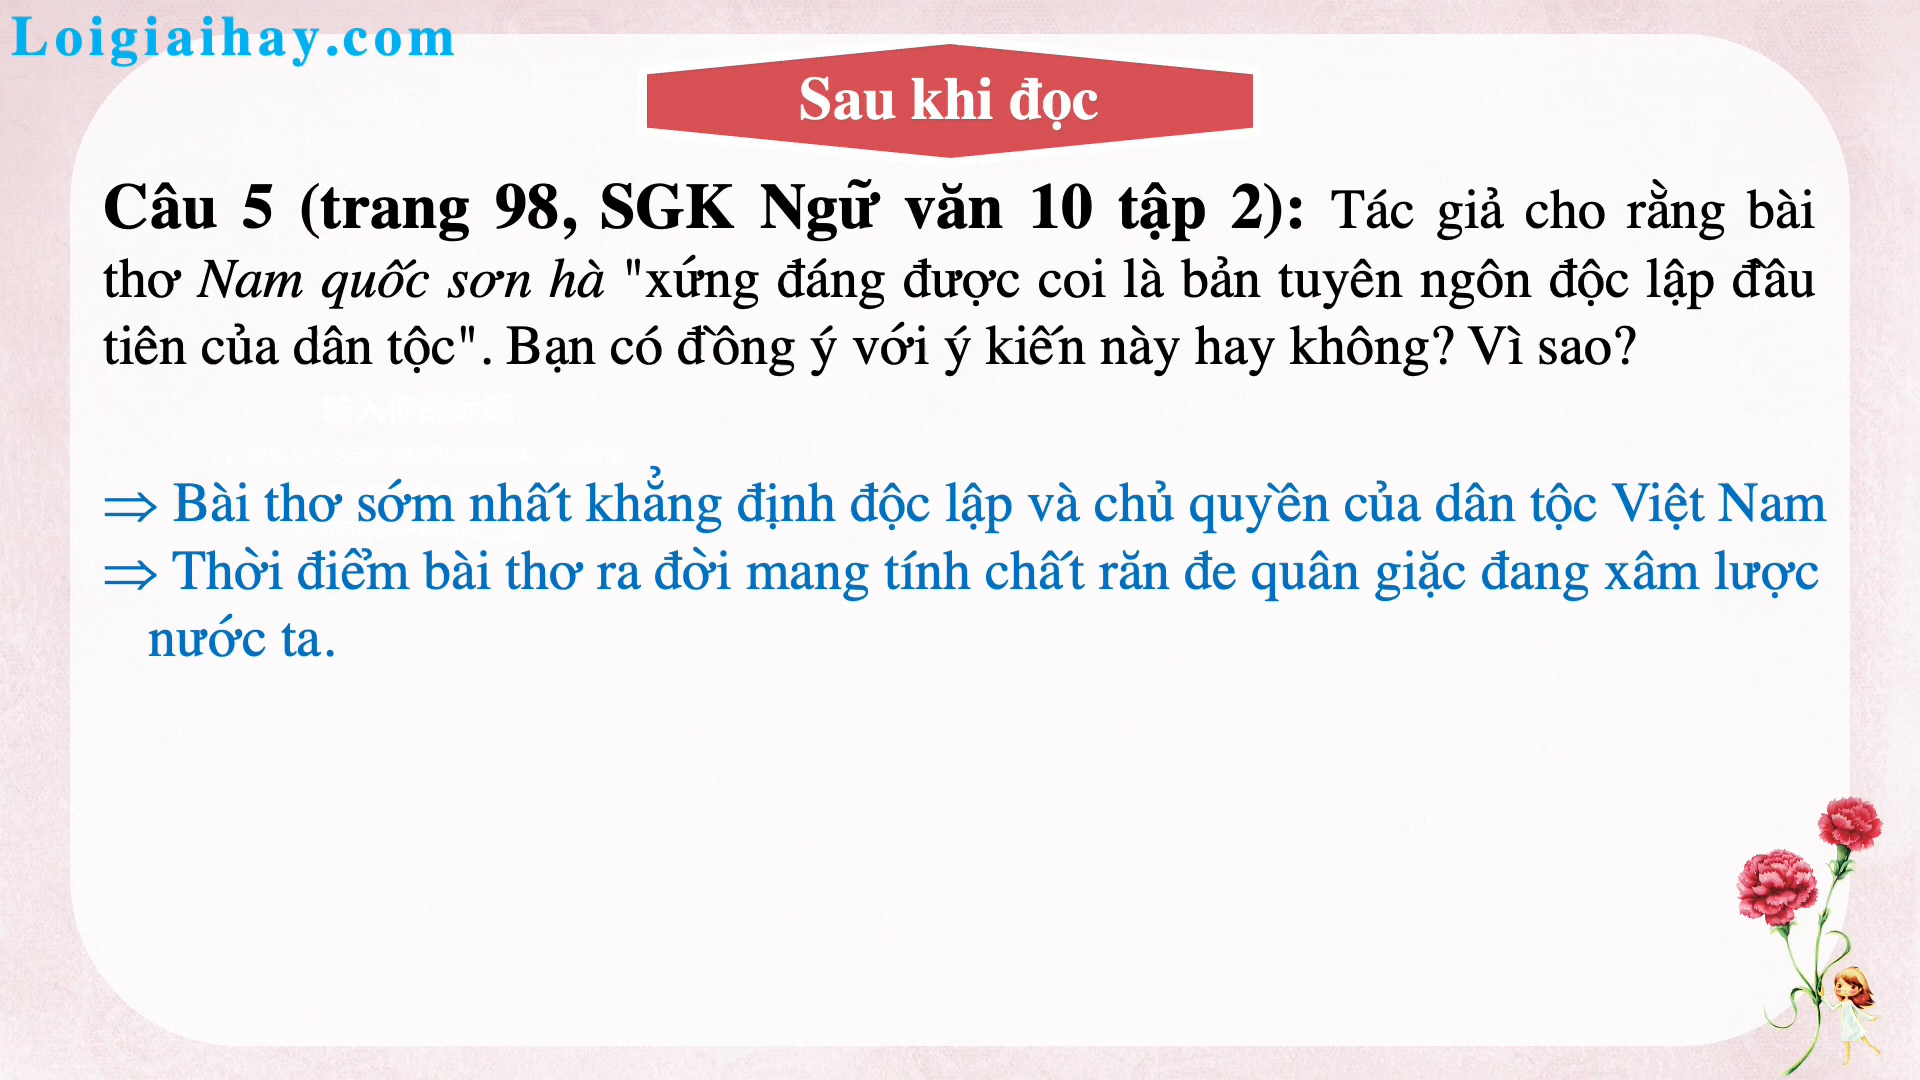 Loigiaihay.com
Sau khi đọc
Câu 5 (trang 98, SGK Ngữ văn 10 tập 2): Tác giả cho rằng bài
thơ Nam quốc sơn hà "xứng đáng được coi là bản tuyên ngôn độc lập đầu
tiên của dân tộc". Bạn có đồng ý với ý kiến này hay không? Vì sao?
⇒ Bài thơ sớm nhất khẳng định độc lập và chủ quyền của dân tộc Việt Nam
⇒ Thời điểm bài thơ ra đời mang tính chất răn đe quân giặc đang xâm lược
nước ta.